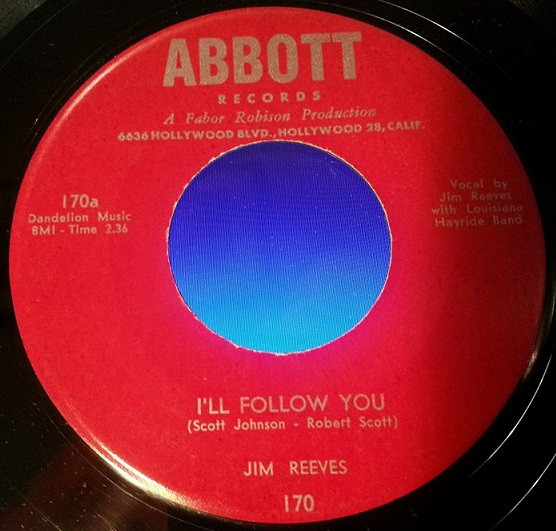 ABBOTT
RECORDS
A Fabor Robison Production
6636 HOLLYWOOD BLVD., HOLLYWOOD 28, CALIF.
170a
Dandelion Music
BMI - Time 2.36
Vocal by
Jim Reeves
with Louisiana
Hayride Band
I'LL FOLLOW YOU
(Scott Johnson - Robert Scott)
JIM REEVES
170